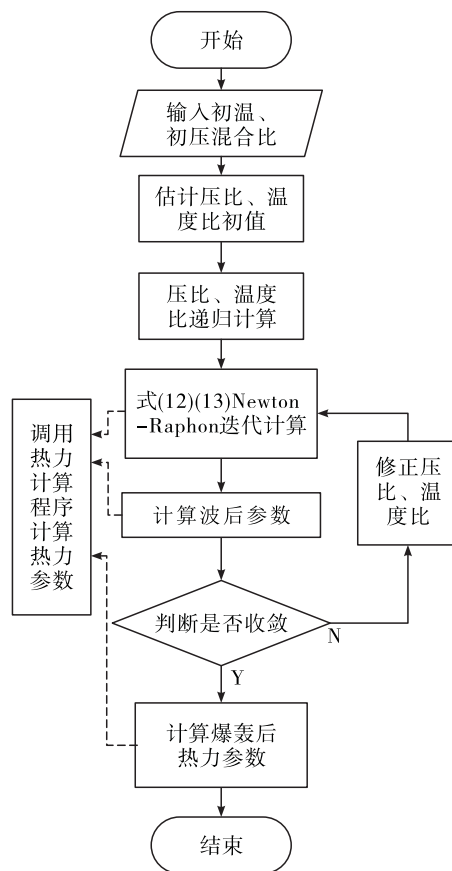 开始
输入初温、
初压混合比
估计压比、温
度比初值
压比、温度
比递归计算
式(12)(13)Newton
-Raphon迭代计算
调用
热力
计算
程序
计算
热力
参数
修正压
比、温
度比
计算波后参数
判断是否收敛
N
Y
计算爆轰后
热力参数
结束